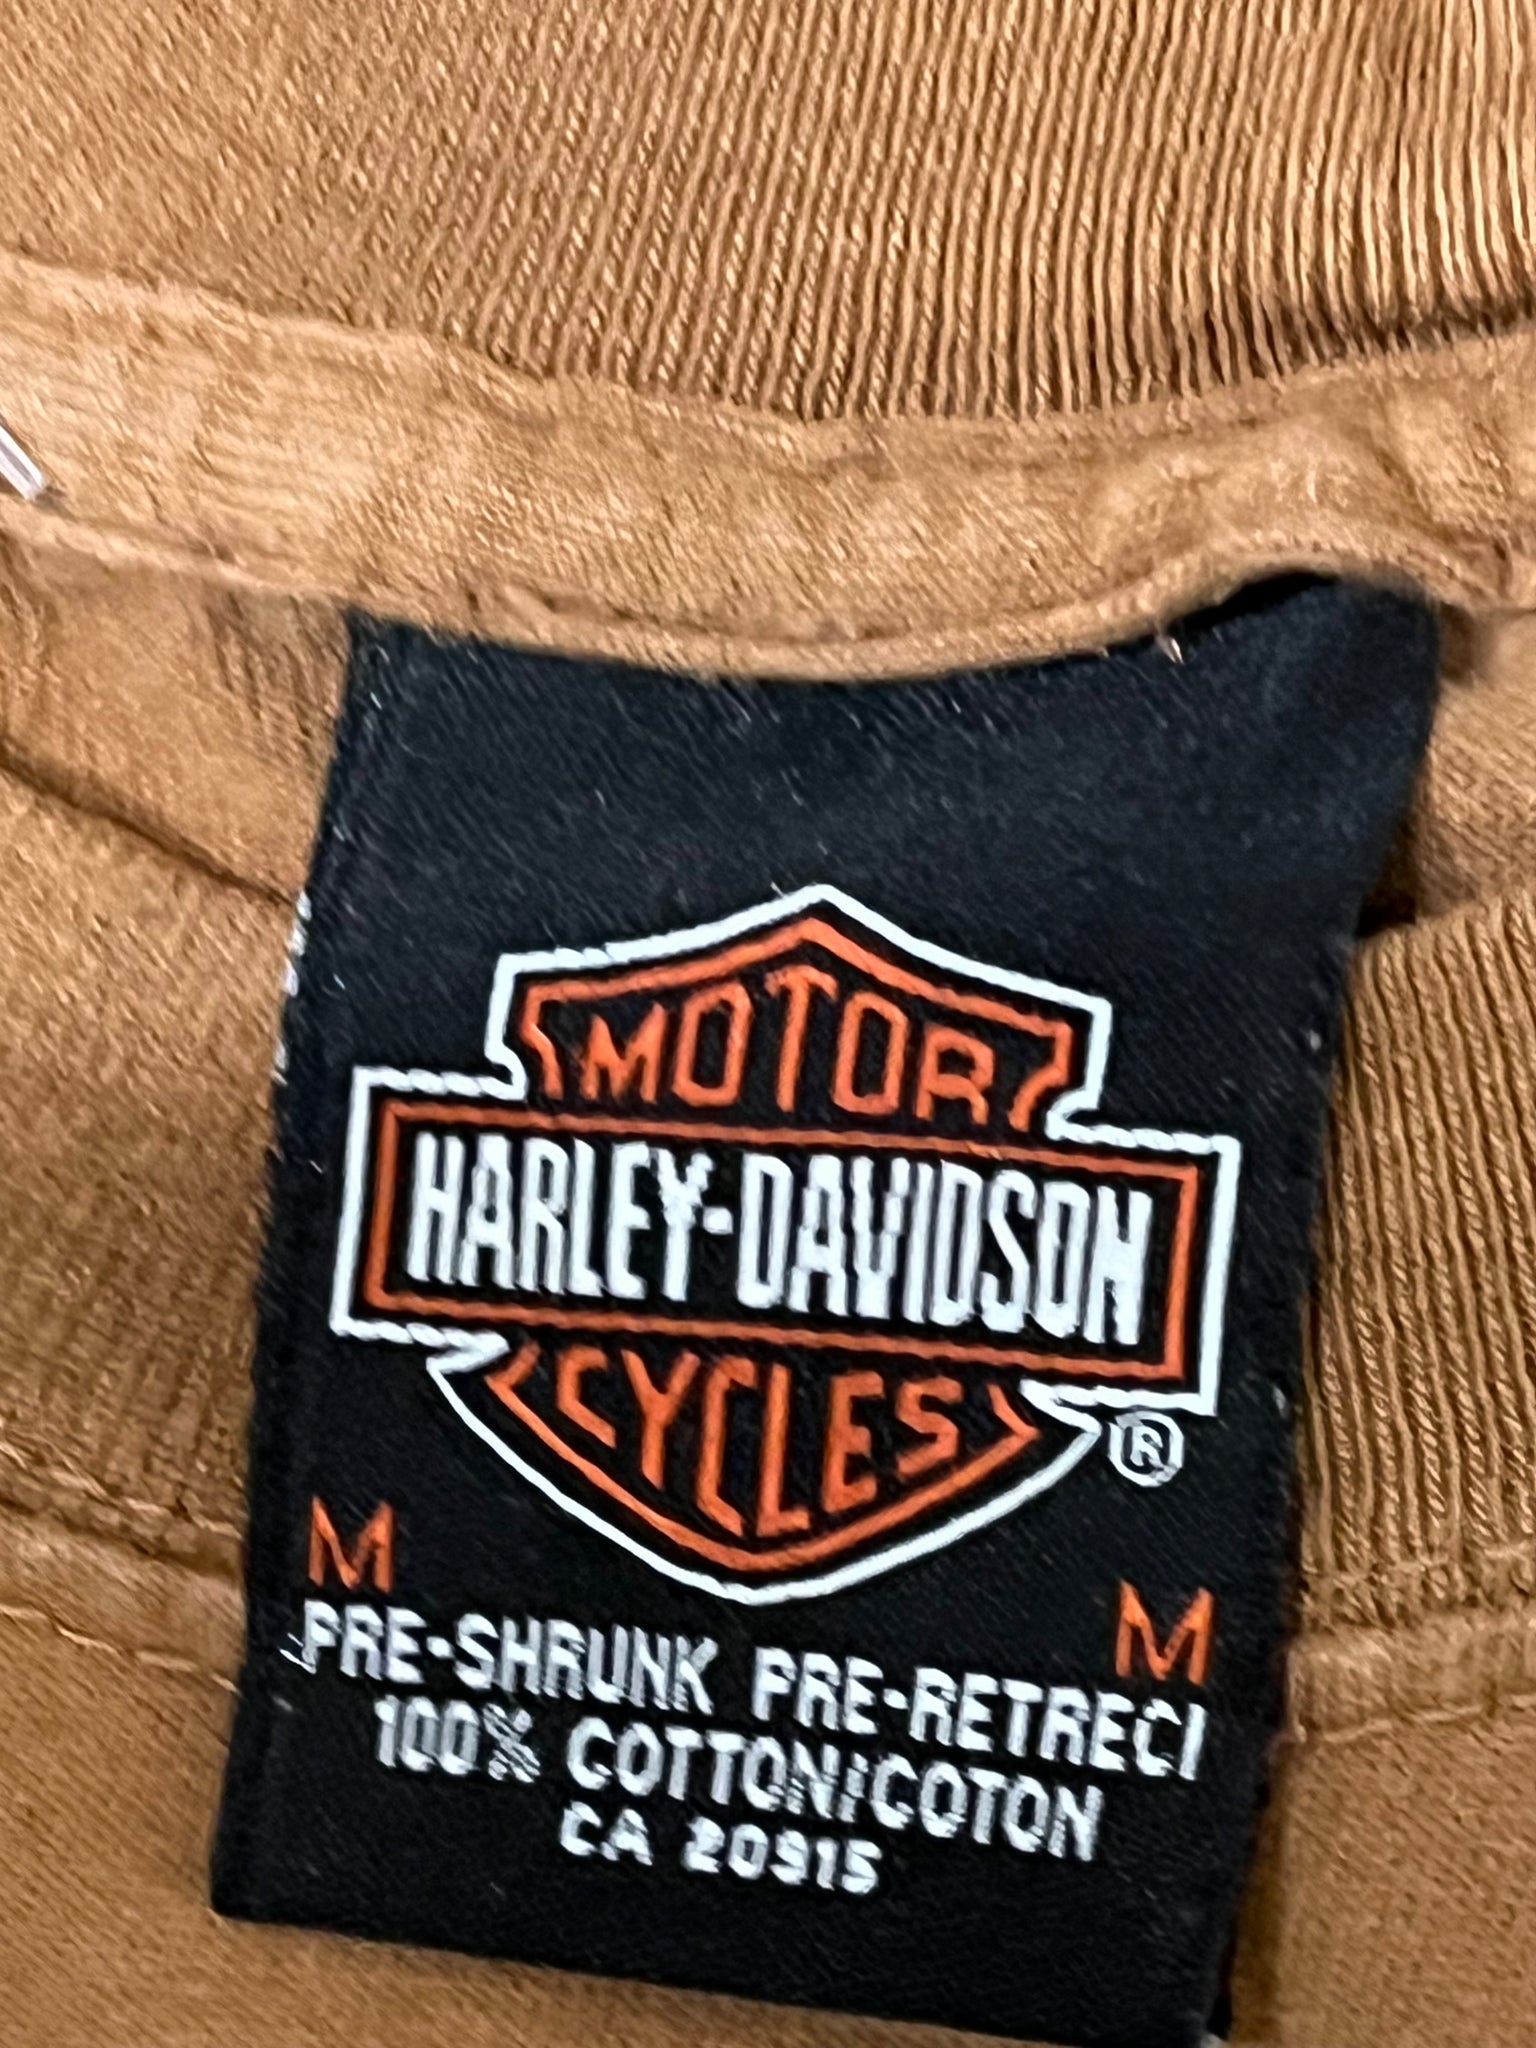 MOTOR
HARLEY-DAVIDSON
CYCLES
®
M M
PRE-SHRUNK PRE-RETRECI
100% COTTON/COTON
CA 20915